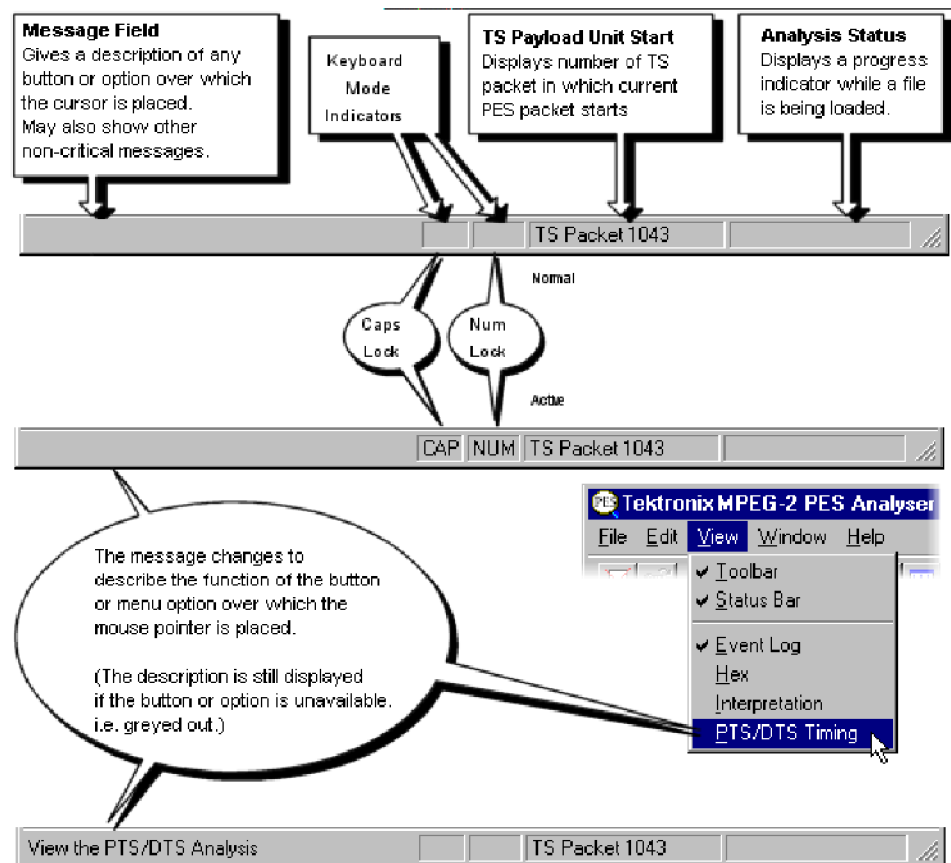 Message Field
Gives a description of any
button or option over which
the cursor is placed.
May also show other
non-critical messages.
Keyboard
Mode
Indicators
TS Payload Unit Start
Displays number of TS
packet in which current
PES packet starts
Analysis Status
Displays a progress
indicator while a file
is being loaded.
TS Packet 1043
Normal
Caps
Lock
Num
Lock
Active
CAP NUM TS Packet 1043
The message changes to
describe the function of the button
or menu option over which the
mouse pointer is placed.
(The description is still displayed
if the button or option is unavailable.
i.e. greyed out.)
PES Tektronix MPEG-2 PES Analyser
File Edit View Window Help
Toolbar
Status Bar
Event Log
Hex
Interpretation
PTS/DTS Timing
View the PTS/DTS Analysis TS Packet 1043